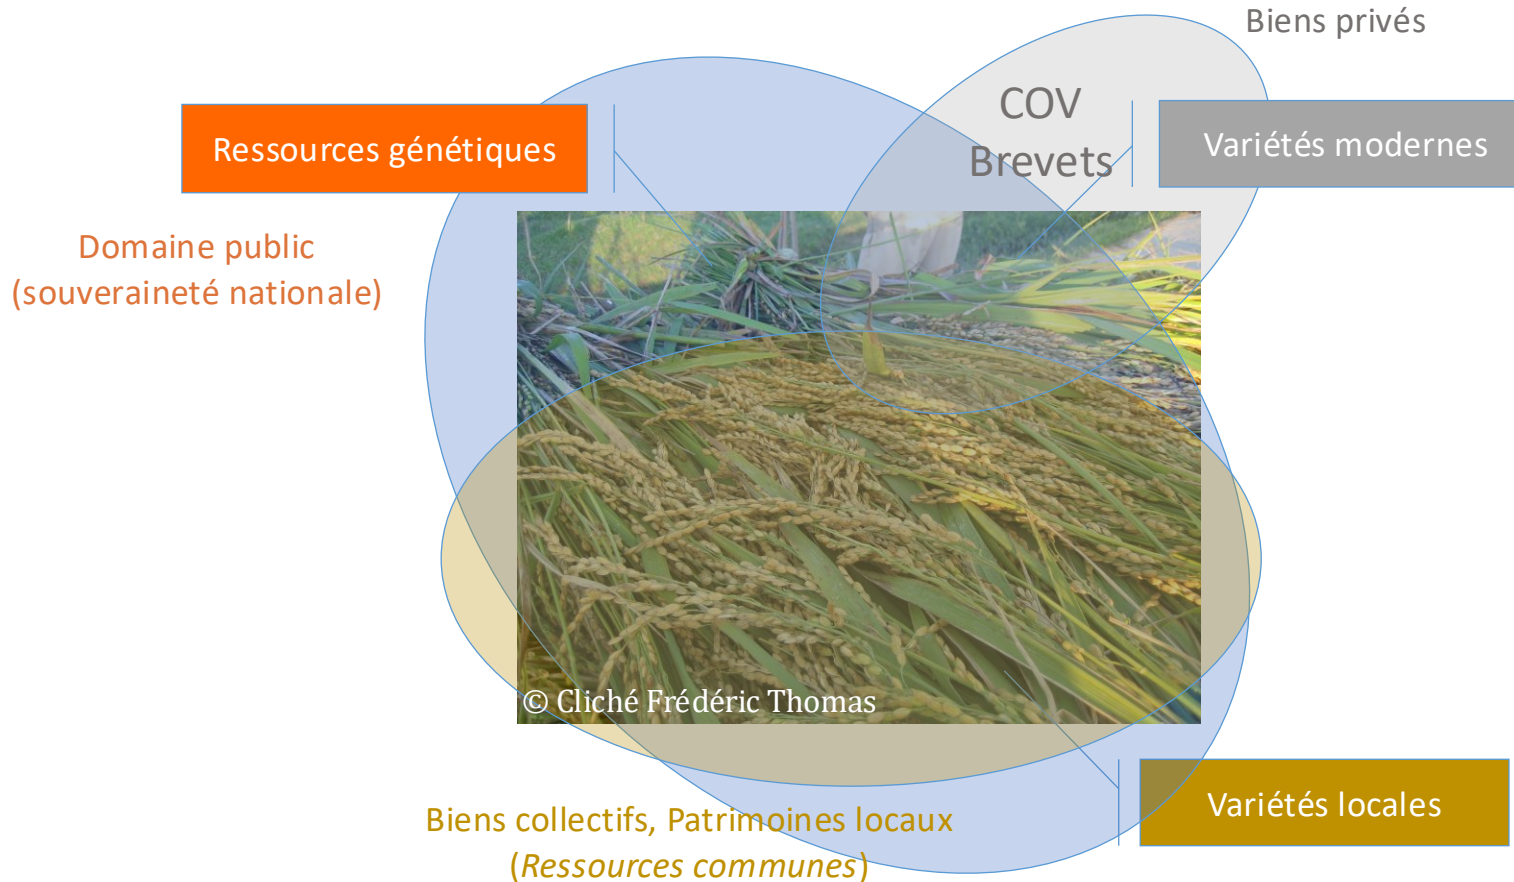 Biens privés
COV
Brevets
Ressources génétiques
Variétés modernes
Domaine public
(souveraineté nationale)
© Cliché Frédéric Thomas
Biens collectifs, Patrimoines locaux
(Ressources communes)
Variétés locales